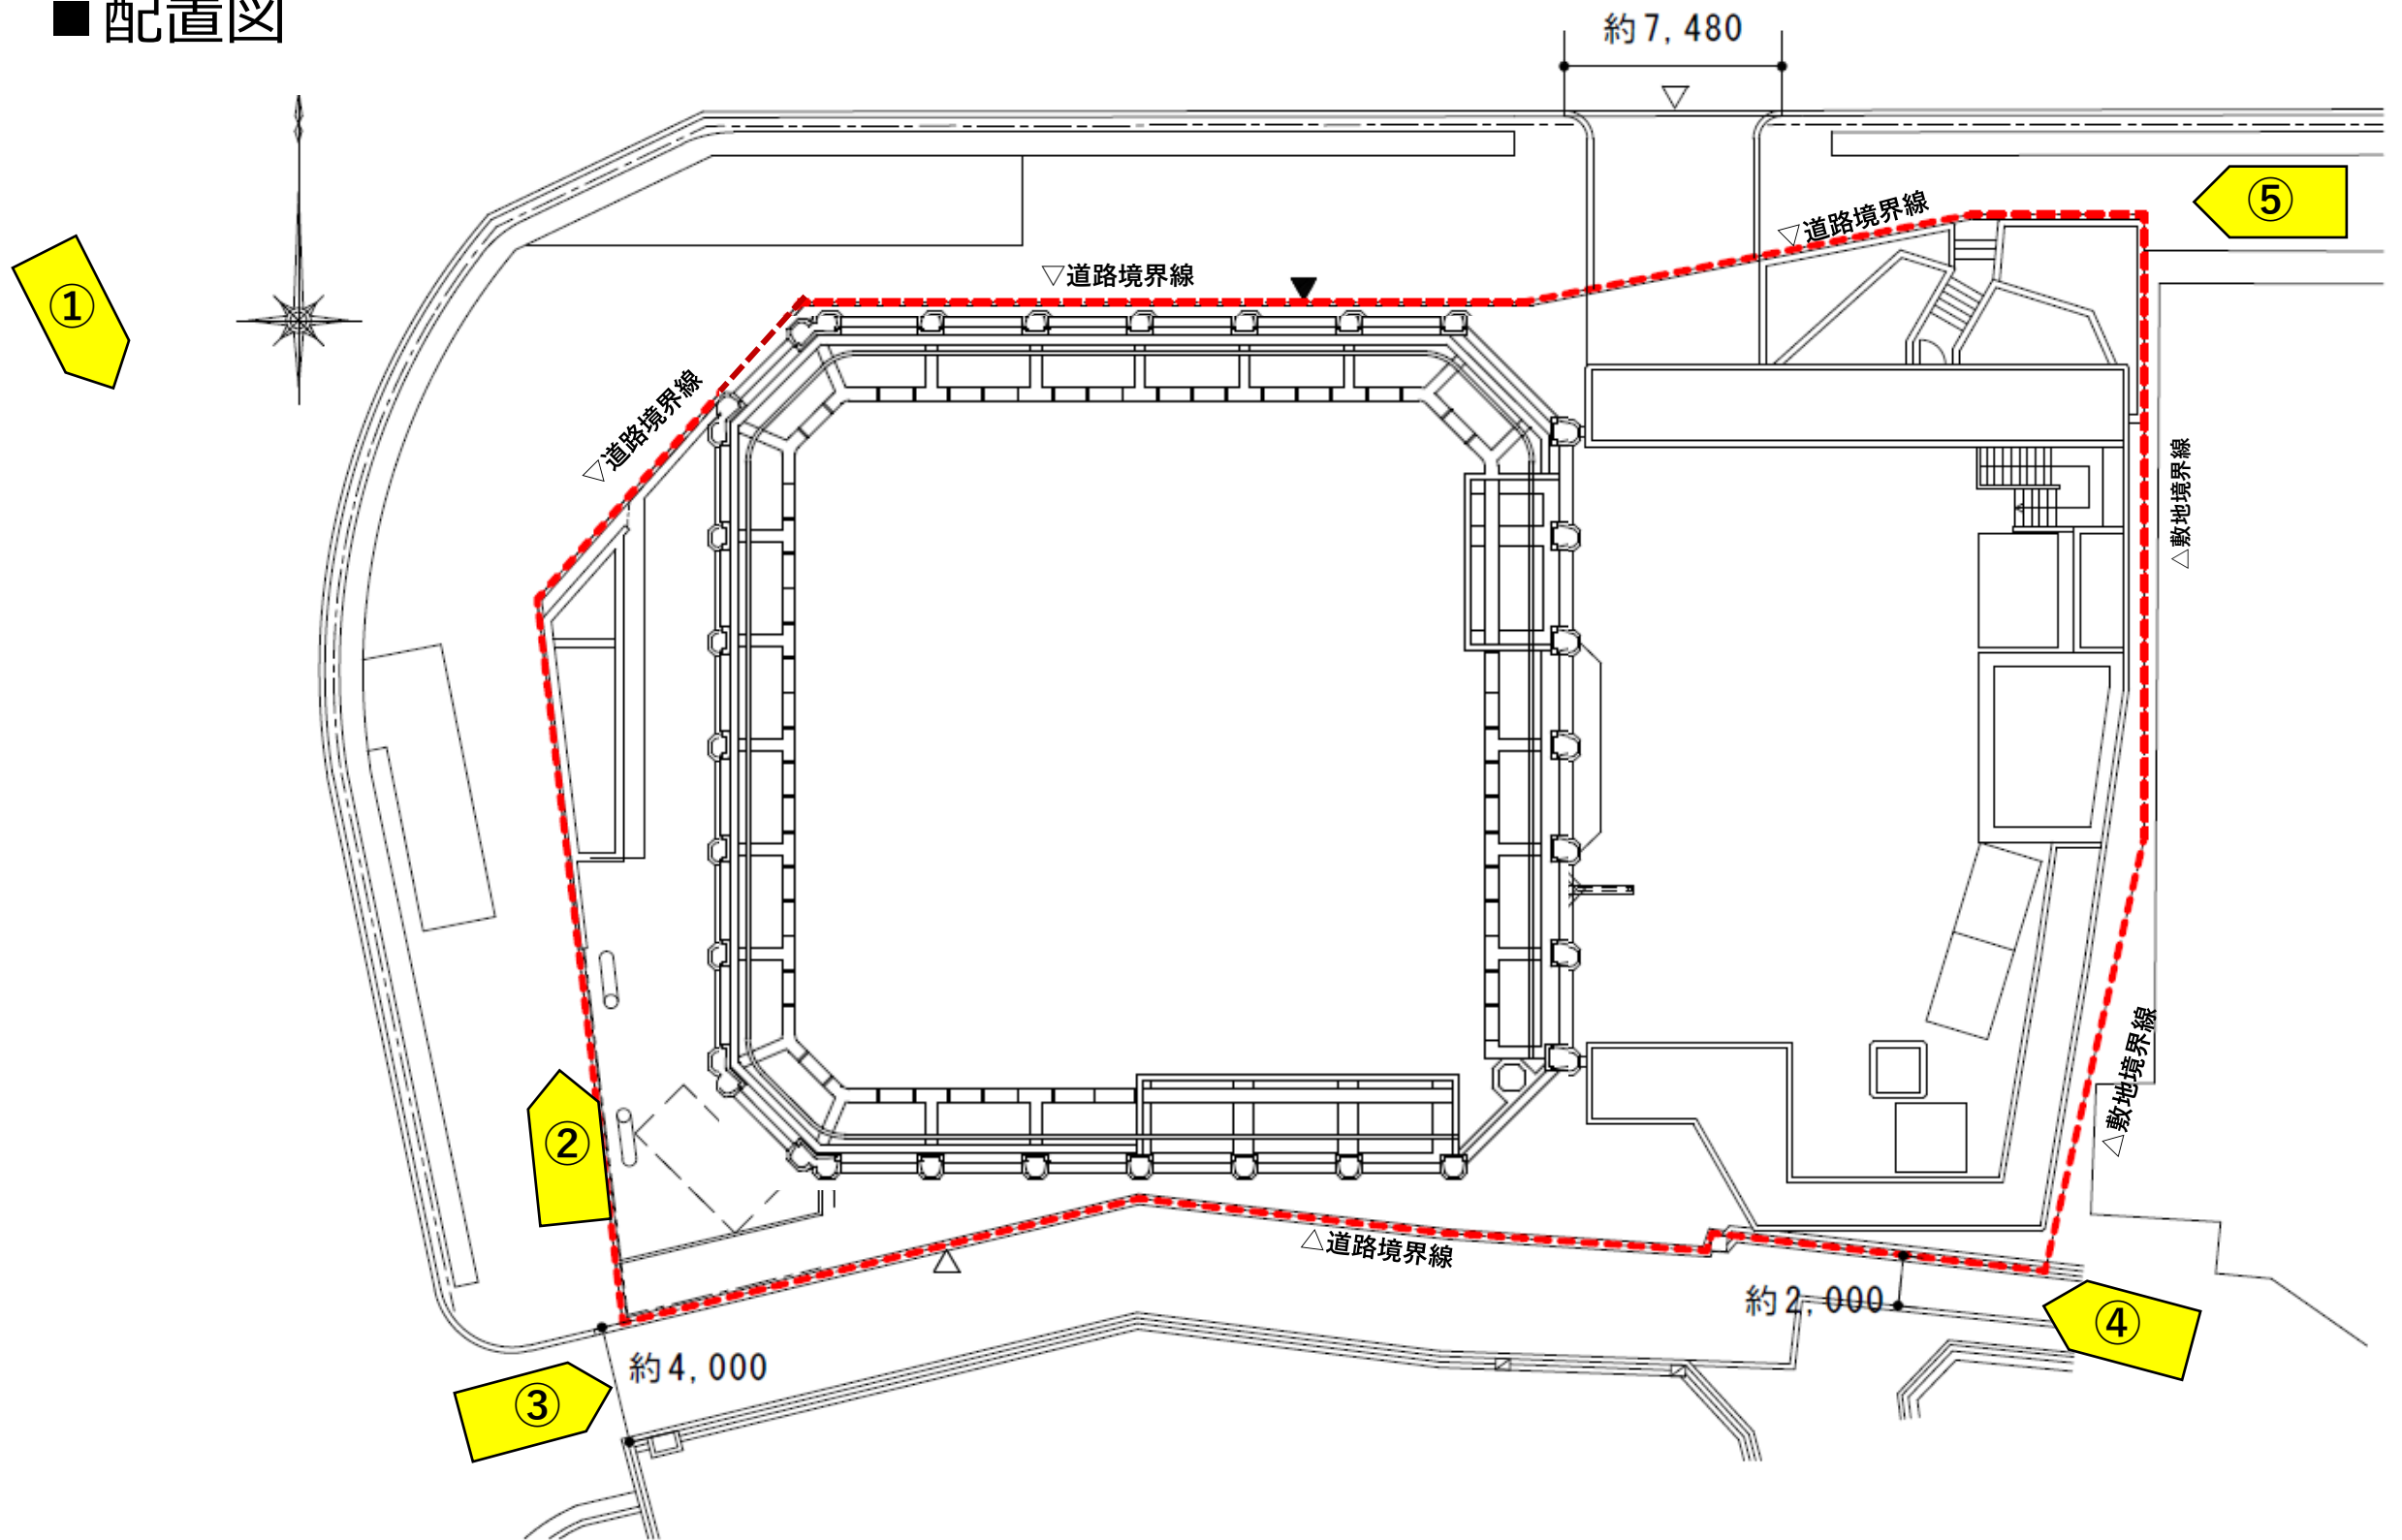 ■配置図
約7,480
⑤
▽道路境界線
▽道路境界線
①
▽道路境界線
△敷地境界線
△敷地境界線
②
△道路境界線
約2,000
④
約4,000
③